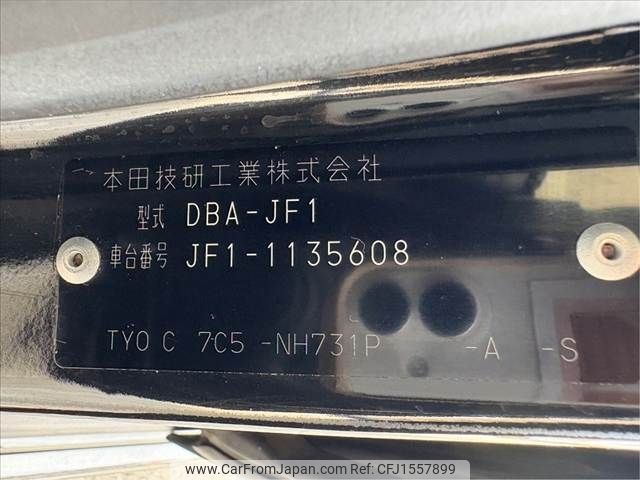 本田技研工業株式会社
型式 DBA-JF1
車台番号 JF1-1135608
TYO C 7C5 -NH731P -A -S
www.CarFromJapan.com - CFJ1557899